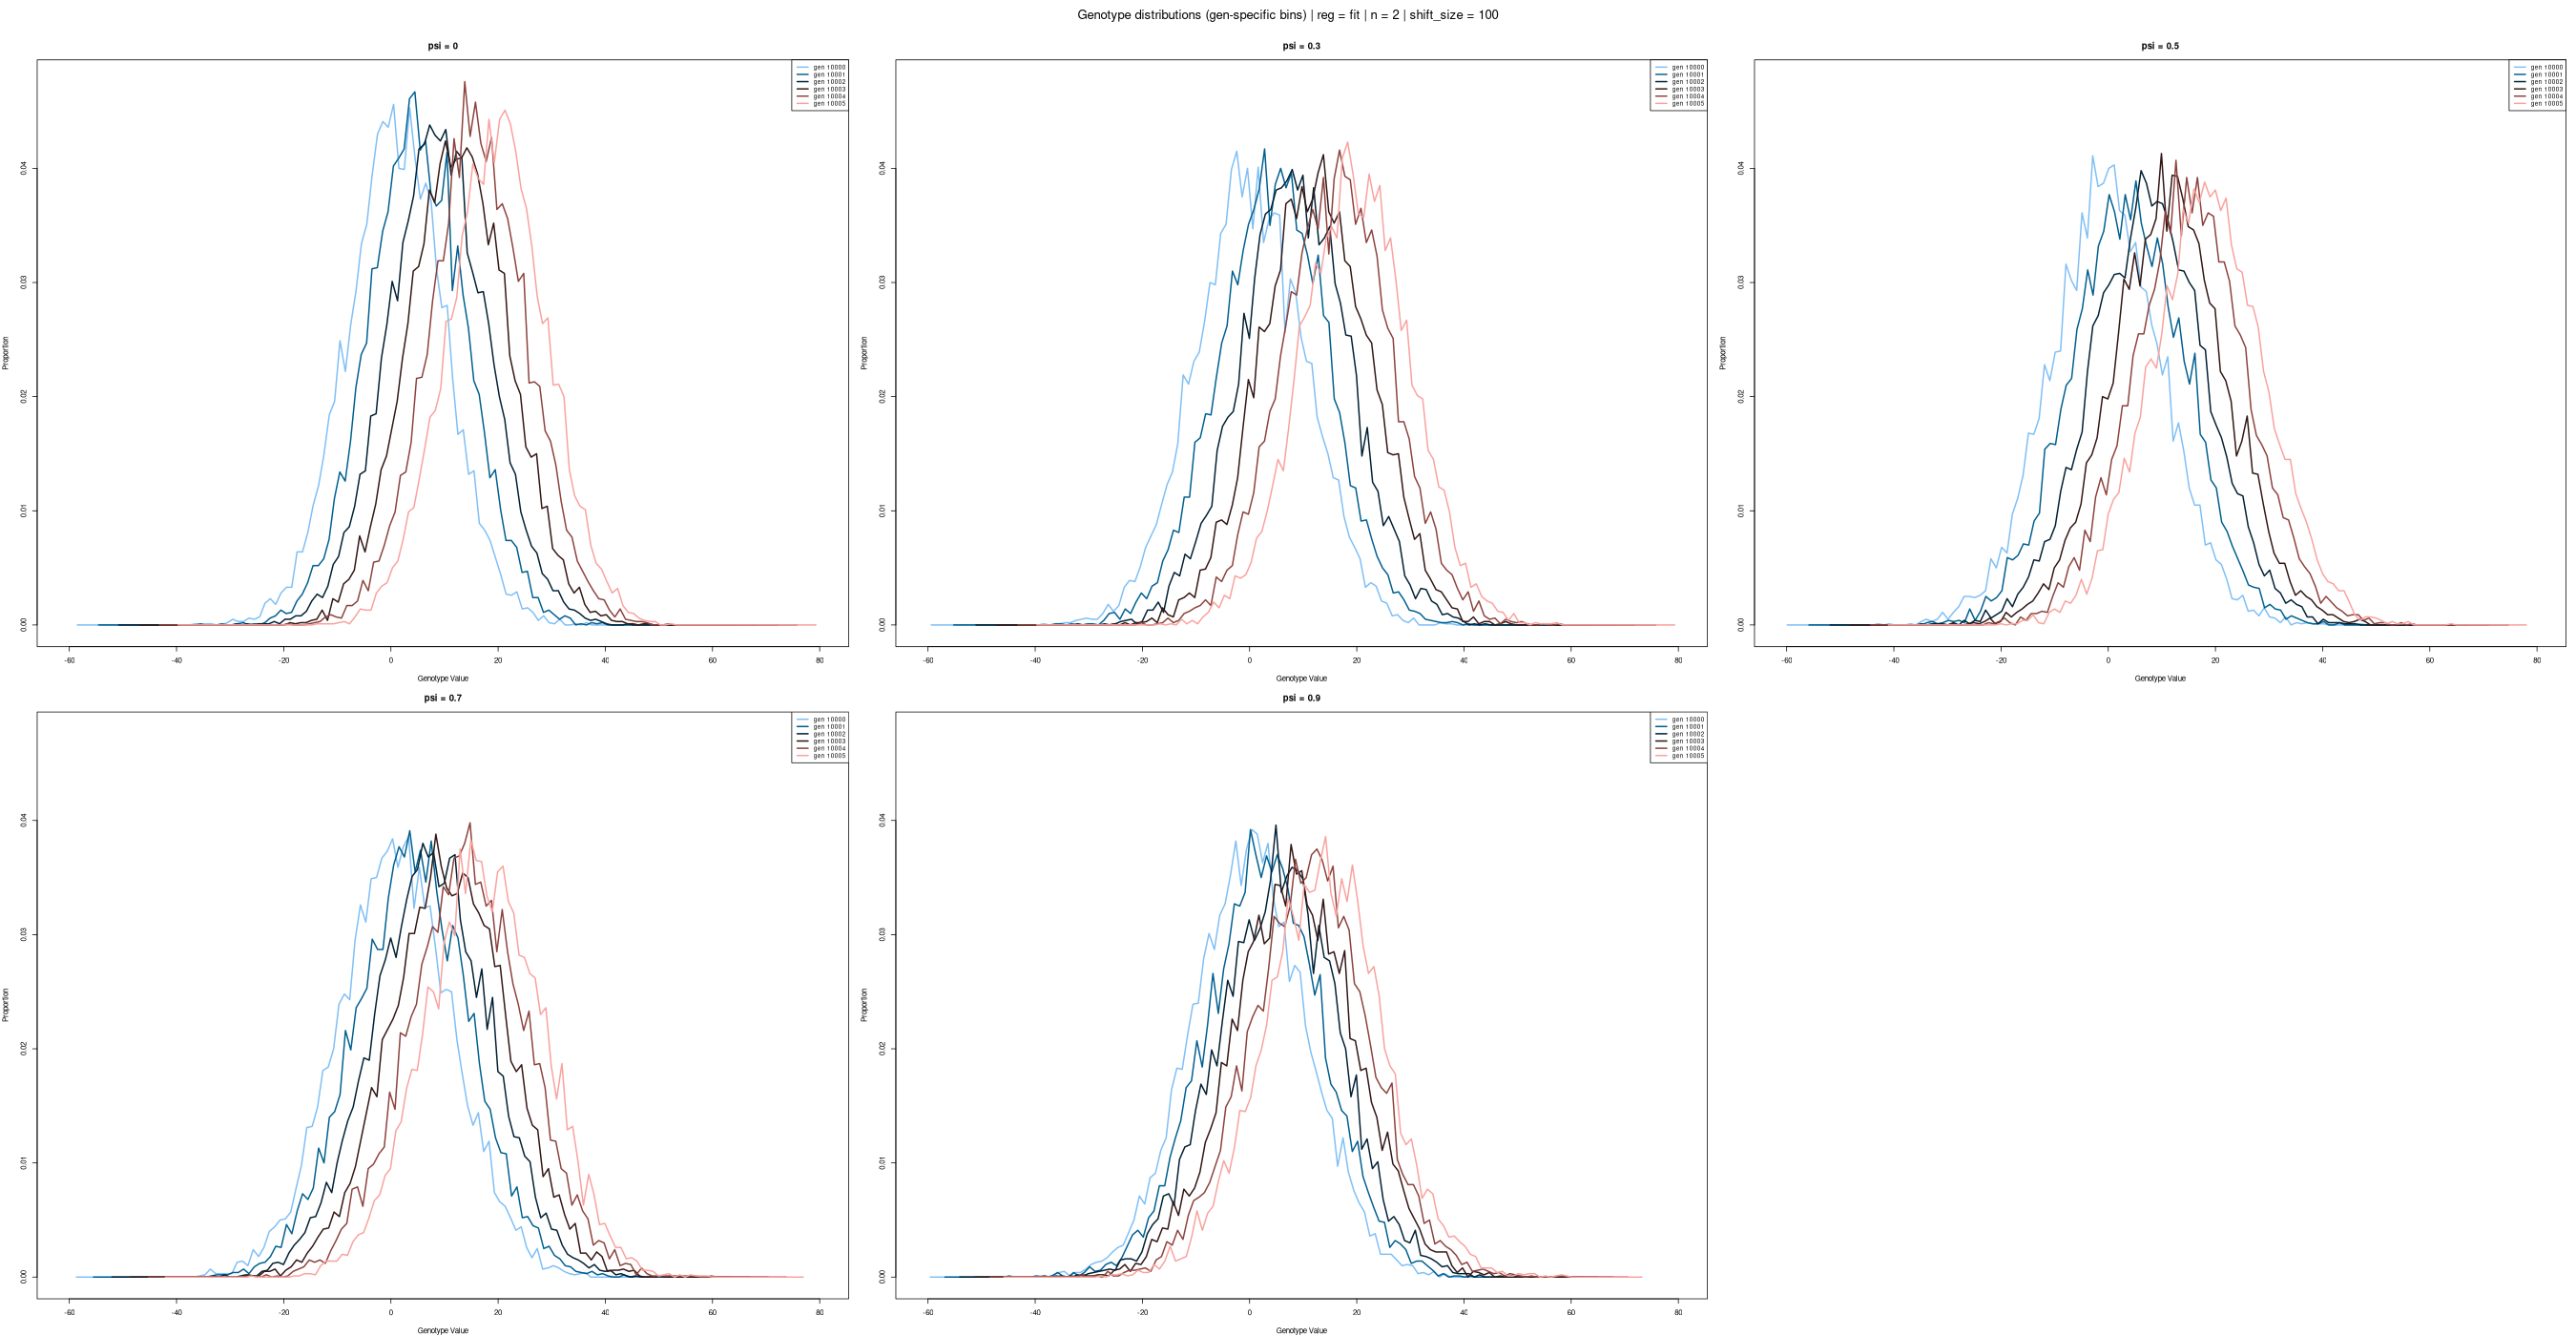 Genotype distributions (gen-specific bins) | reg = fit | n = 2 | shift_size = 100
psi = 0
gen 10000
gen 10001
gen 10002
gen 10003
gen 10004
gen 10005
Proportion
0.04
0.03
0.02
0.01
0.00
-60 -40 -20 0 20 40 60 80
Genotype Value
psi = 0.3
gen 10000
gen 10001
gen 10002
gen 10003
gen 10004
gen 10005
Proportion
0.04
0.03
0.02
0.01
0.00
-60 -40 -20 0 20 40 60 80
Genotype Value
psi = 0.5
gen 10000
gen 10001
gen 10002
gen 10003
gen 10004
gen 10005
Proportion
0.04
0.03
0.02
0.01
0.00
-60 -40 -20 0 20 40 60 80
Genotype Value
psi = 0.7
gen 10000
gen 10001
gen 10002
gen 10003
gen 10004
gen 10005
Proportion
0.04
0.03
0.02
0.01
0.00
-60 -40 -20 0 20 40 60 80
Genotype Value
psi = 0.9
gen 10000
gen 10001
gen 10002
gen 10003
gen 10004
gen 10005
Proportion
0.04
0.03
0.02
0.01
0.00
-60 -40 -20 0 20 40 60 80
Genotype Value